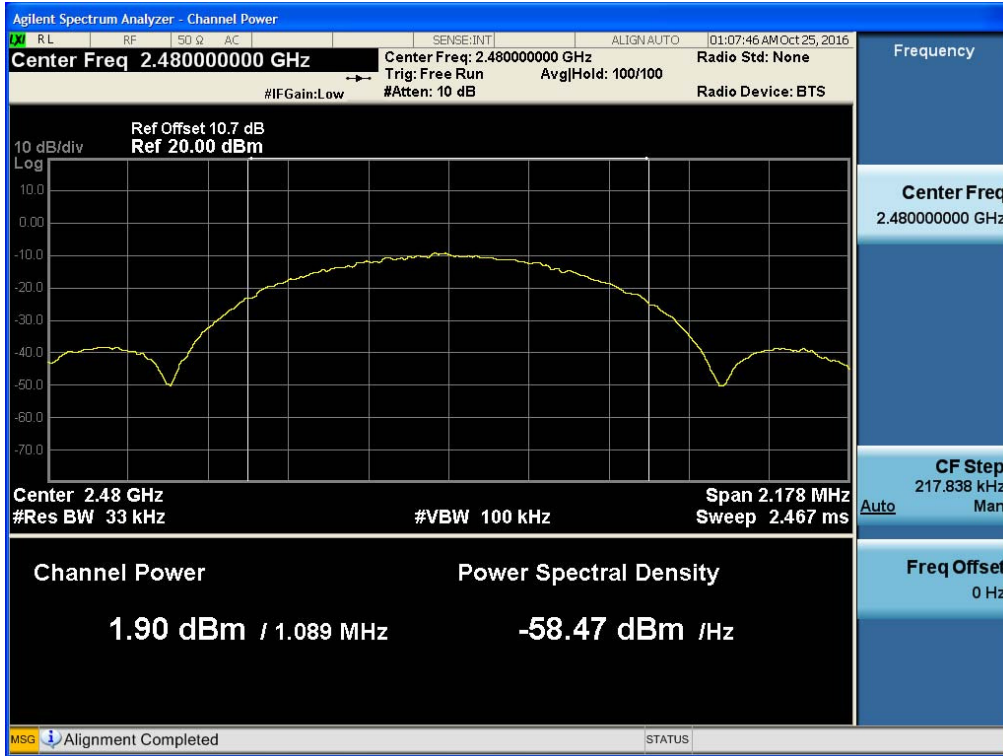 Agilent Spectrum Analyzer - Channel Power
LXI RL RF 50 Ω AC SENSE:INT ALIGN AUTO 01:07:46 AM Oct 25, 2016
Center Freq 2.480000000 GHz
Center Freq: 2.480000000 GHz Radio Std: None
Trig: Free Run Avg|Hold: 100/100
#IFGain:Low #Atten: 10 dB Radio Device: BTS
Ref Offset 10.7 dB
10 dB/div Ref 20.00 dBm
Log
10.0
0.00
-10.0
-20.0
-30.0
-40.0
-50.0
-60.0
-70.0
Center 2.48 GHz Span 2.178 MHz
#Res BW 33 kHz #VBW 100 kHz Sweep 2.467 ms
Channel Power Power Spectral Density
1.90 dBm / 1.089 MHz -58.47 dBm /Hz
MSG Alignment Completed STATUS
Frequency
Center Freq
2.480000000 GHz
CF Step
217.838 kHz
Auto Man
Freq Offset
0 Hz